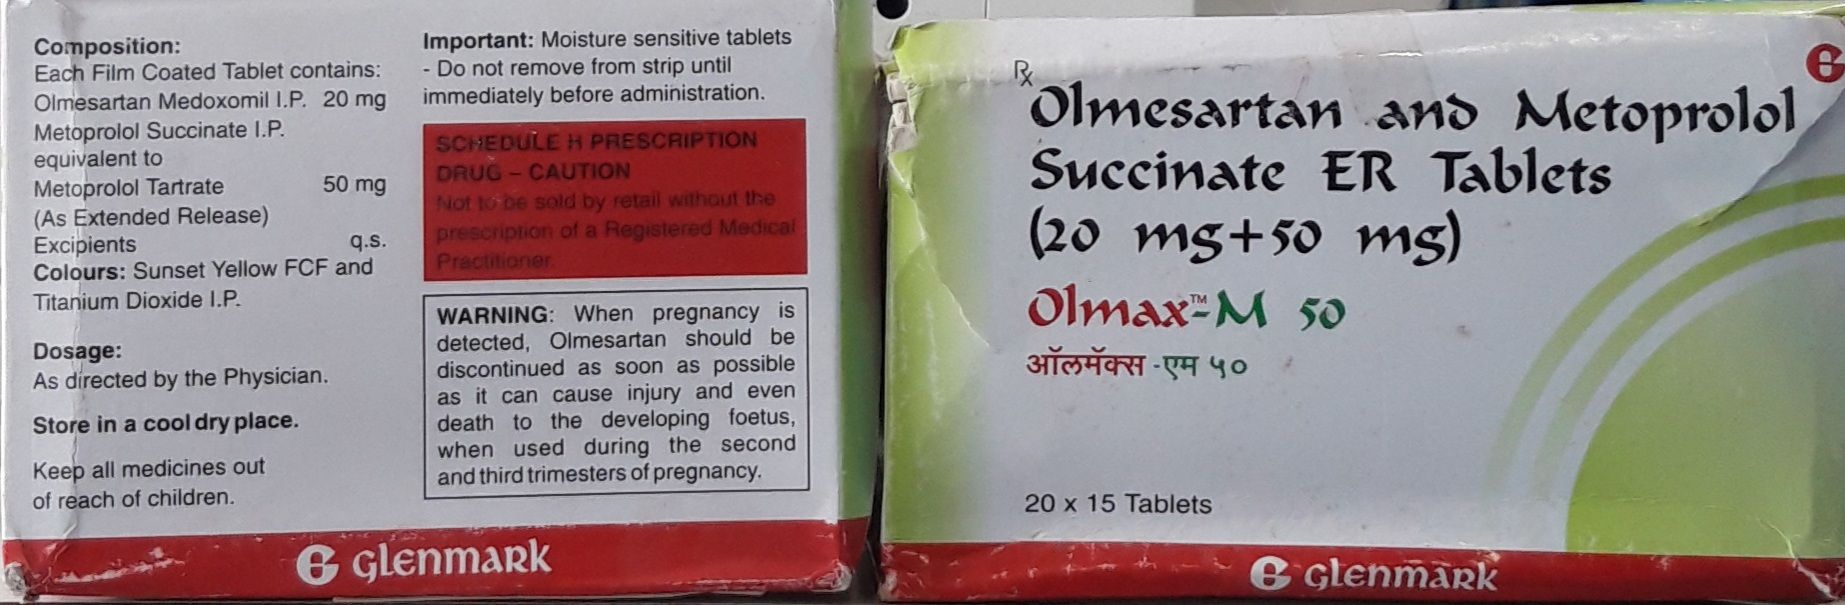 Composition:
Each Film Coated Tablet contains:
Olmesartan Medoxomil I.P. 20 mg
Metoprolol Succinate I.P.
equivalent to
Metoprolol Tartrate 50 mg
(As Extended Release)
Excipients q.s.
Colours: Sunset Yellow FCF and
Titanium Dioxide I.P.
Dosage:
As directed by the Physician.
Store in a cool dry place.
Keep all medicines out
of reach of children.
Important: Moisture sensitive tablets
- Do not remove from strip until
immediately before administration.
SCHEDULE H PRESCRIPTION
DRUG – CAUTION
Not to be sold by retail without the
prescription of a Registered Medical
Practitioner.
WARNING: When pregnancy is
detected, Olmesartan should be
discontinued as soon as possible
as it can cause injury and even
death to the developing foetus,
when used during the second
and third trimesters of pregnancy.
G GLENMARK
Rx
Olmesartan and Metoprolol
Succinate ER Tablets
(20 mg+50 mg)
Olmax™-M 50
ऑलमॅक्स -एम ५०
20 x 15 Tablets
G
G GLENMARK